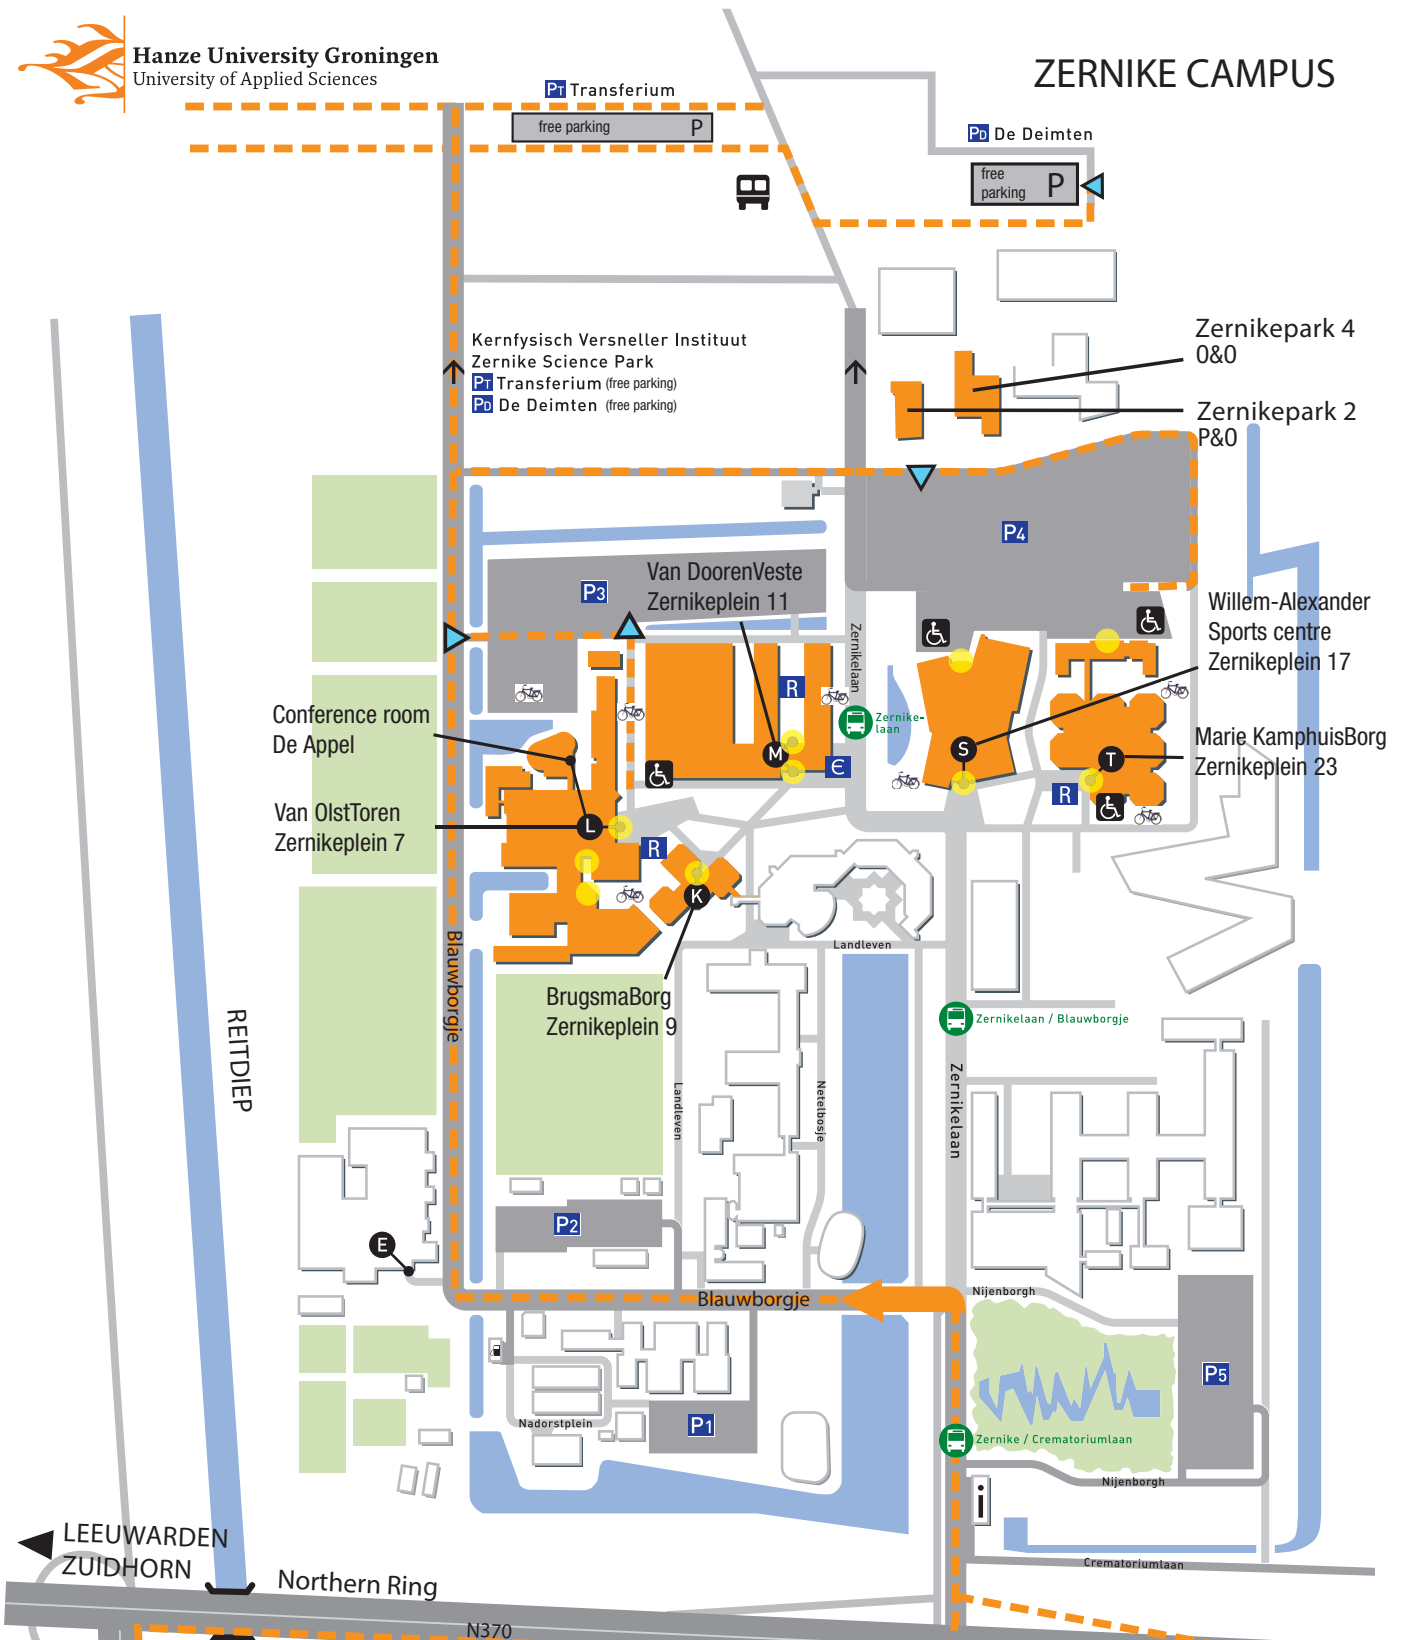 Hanze University Groningen
University of Applied Sciences
ZERNIKE CAMPUS
PT Transferium
free parking P
PD De Deimten
free
parking P
Kernfysisch Versneller Instituut
Zernike Science Park
PT Transferium (free parking)
PD De Deimten (free parking)
Zernikepark 4
O&O
Zernikepark 2
P&O
P4
P3
Van DoorenVeste
Zernikeplein 11
Willem-Alexander
Sports centre
Zernikeplein 17
Zernikelaan
R
Zernike-
laan
Conference room
De Appel
M
S
T
€
Marie KamphuisBorg
Zernikeplein 23
R
Van OlstToren
Zernikeplein 7
L
R
K
Blauwborgje
Landleven
BrugsmaBorg
Zernikeplein 9
REITDIEP
Zernikelaan / Blauwborgje
Landleven
Netelbosje
Zernikelaan
P2
E
Blauwborgje
Nijenborgh
P5
Nadorstplein
P1
Zernike / Crematoriumlaan
Nijenborgh
i
LEEUWARDEN
ZUIDHORN
Northern Ring
Crematoriumlaan
N370